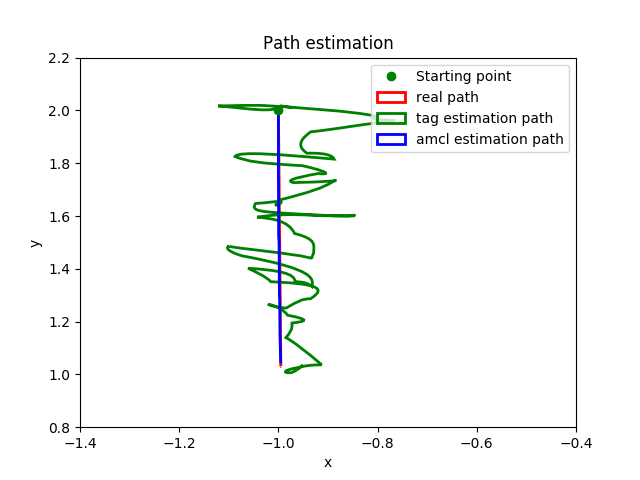 Path estimation
2.2
2.0
1.8
1.6
1.4
1.2
1.0
0.8
y
Starting point
real path
tag estimation path
amcl estimation path
−1.4 −1.2 −1.0 −0.8 −0.6 −0.4
x